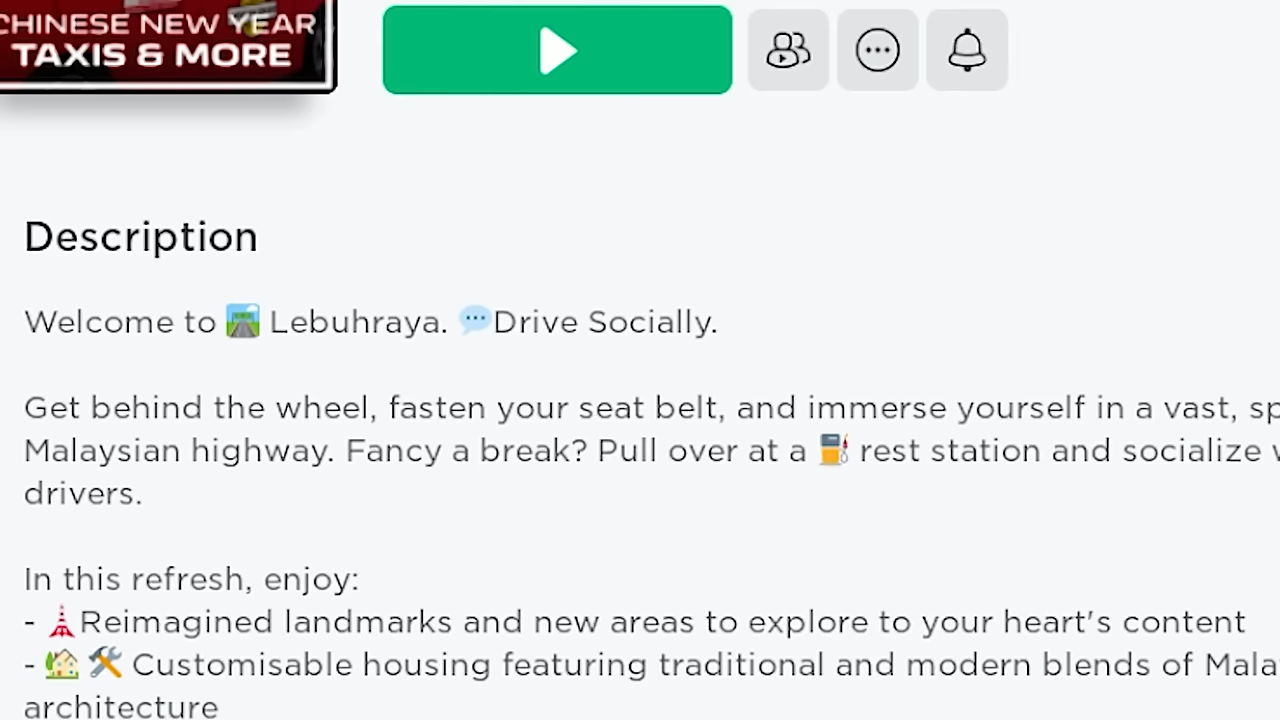 CHINESE NEW YEAR
TAXIS & MORE
Description
Welcome to 🛣️ Lebuhraya. 💬Drive Socially.
Get behind the wheel, fasten your seat belt, and immerse yourself in a vast,
Malaysian highway. Fancy a break? Pull over at a ⛽ rest station and socialize
drivers.
In this refresh, enjoy:
- 🗼Reimagined landmarks and new areas to explore to your heart's content
- 🏡 🛠️ Customisable housing featuring traditional and modern blends of
architecture